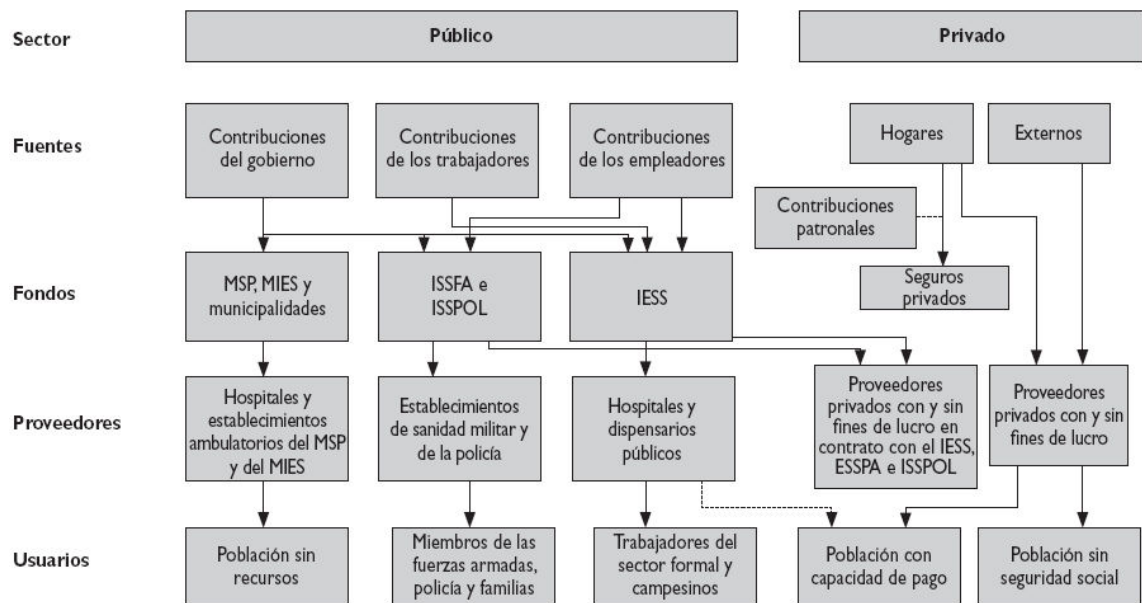 Sector
Público
Privado
Fuentes
Contribuciones
del gobierno
Contribuciones
de los trabajadores
Contribuciones
de los empleadores
Hogares
Externos
Contribuciones
patronales
Fondos
MSP, MIES y
municipalidades
ISSFA e
ISSPOL
IESS
Seguros
privados
Proveedores
Hospitales y
establecimientos
ambulatorios del MSP
y del MIES
Establecimientos
de sanidad militar y
de la policía
Hospitales y
dispensarios
públicos
Proveedores
privados con y sin
fines de lucro en
contrato con el IESS,
ESSPA e ISSPOL
Proveedores
privados con y sin
fines de lucro
Usuarios
Población sin
recursos
Miembros de las
fuerzas armadas,
policía y familias
Trabajadores del
sector formal y
campesinos
Población con
capacidad de pago
Población sin
seguridad social